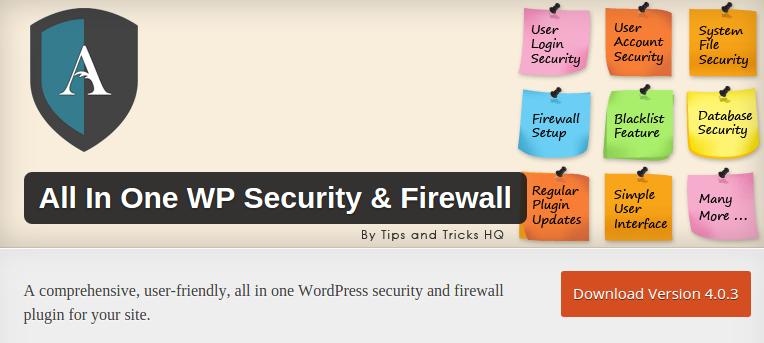 A
User
Login
Security
User
Account
Security
System
File
Security
Firewall
Setup
Blacklist
Feature
Database
Security
All In One WP Security & Firewall
Regular
Plugin
Updates
Simple
User
Interface
Many
More ...
By Tips and Tricks HQ
A comprehensive, user-friendly, all in one WordPress security and firewall
plugin for your site.
Download Version 4.0.3